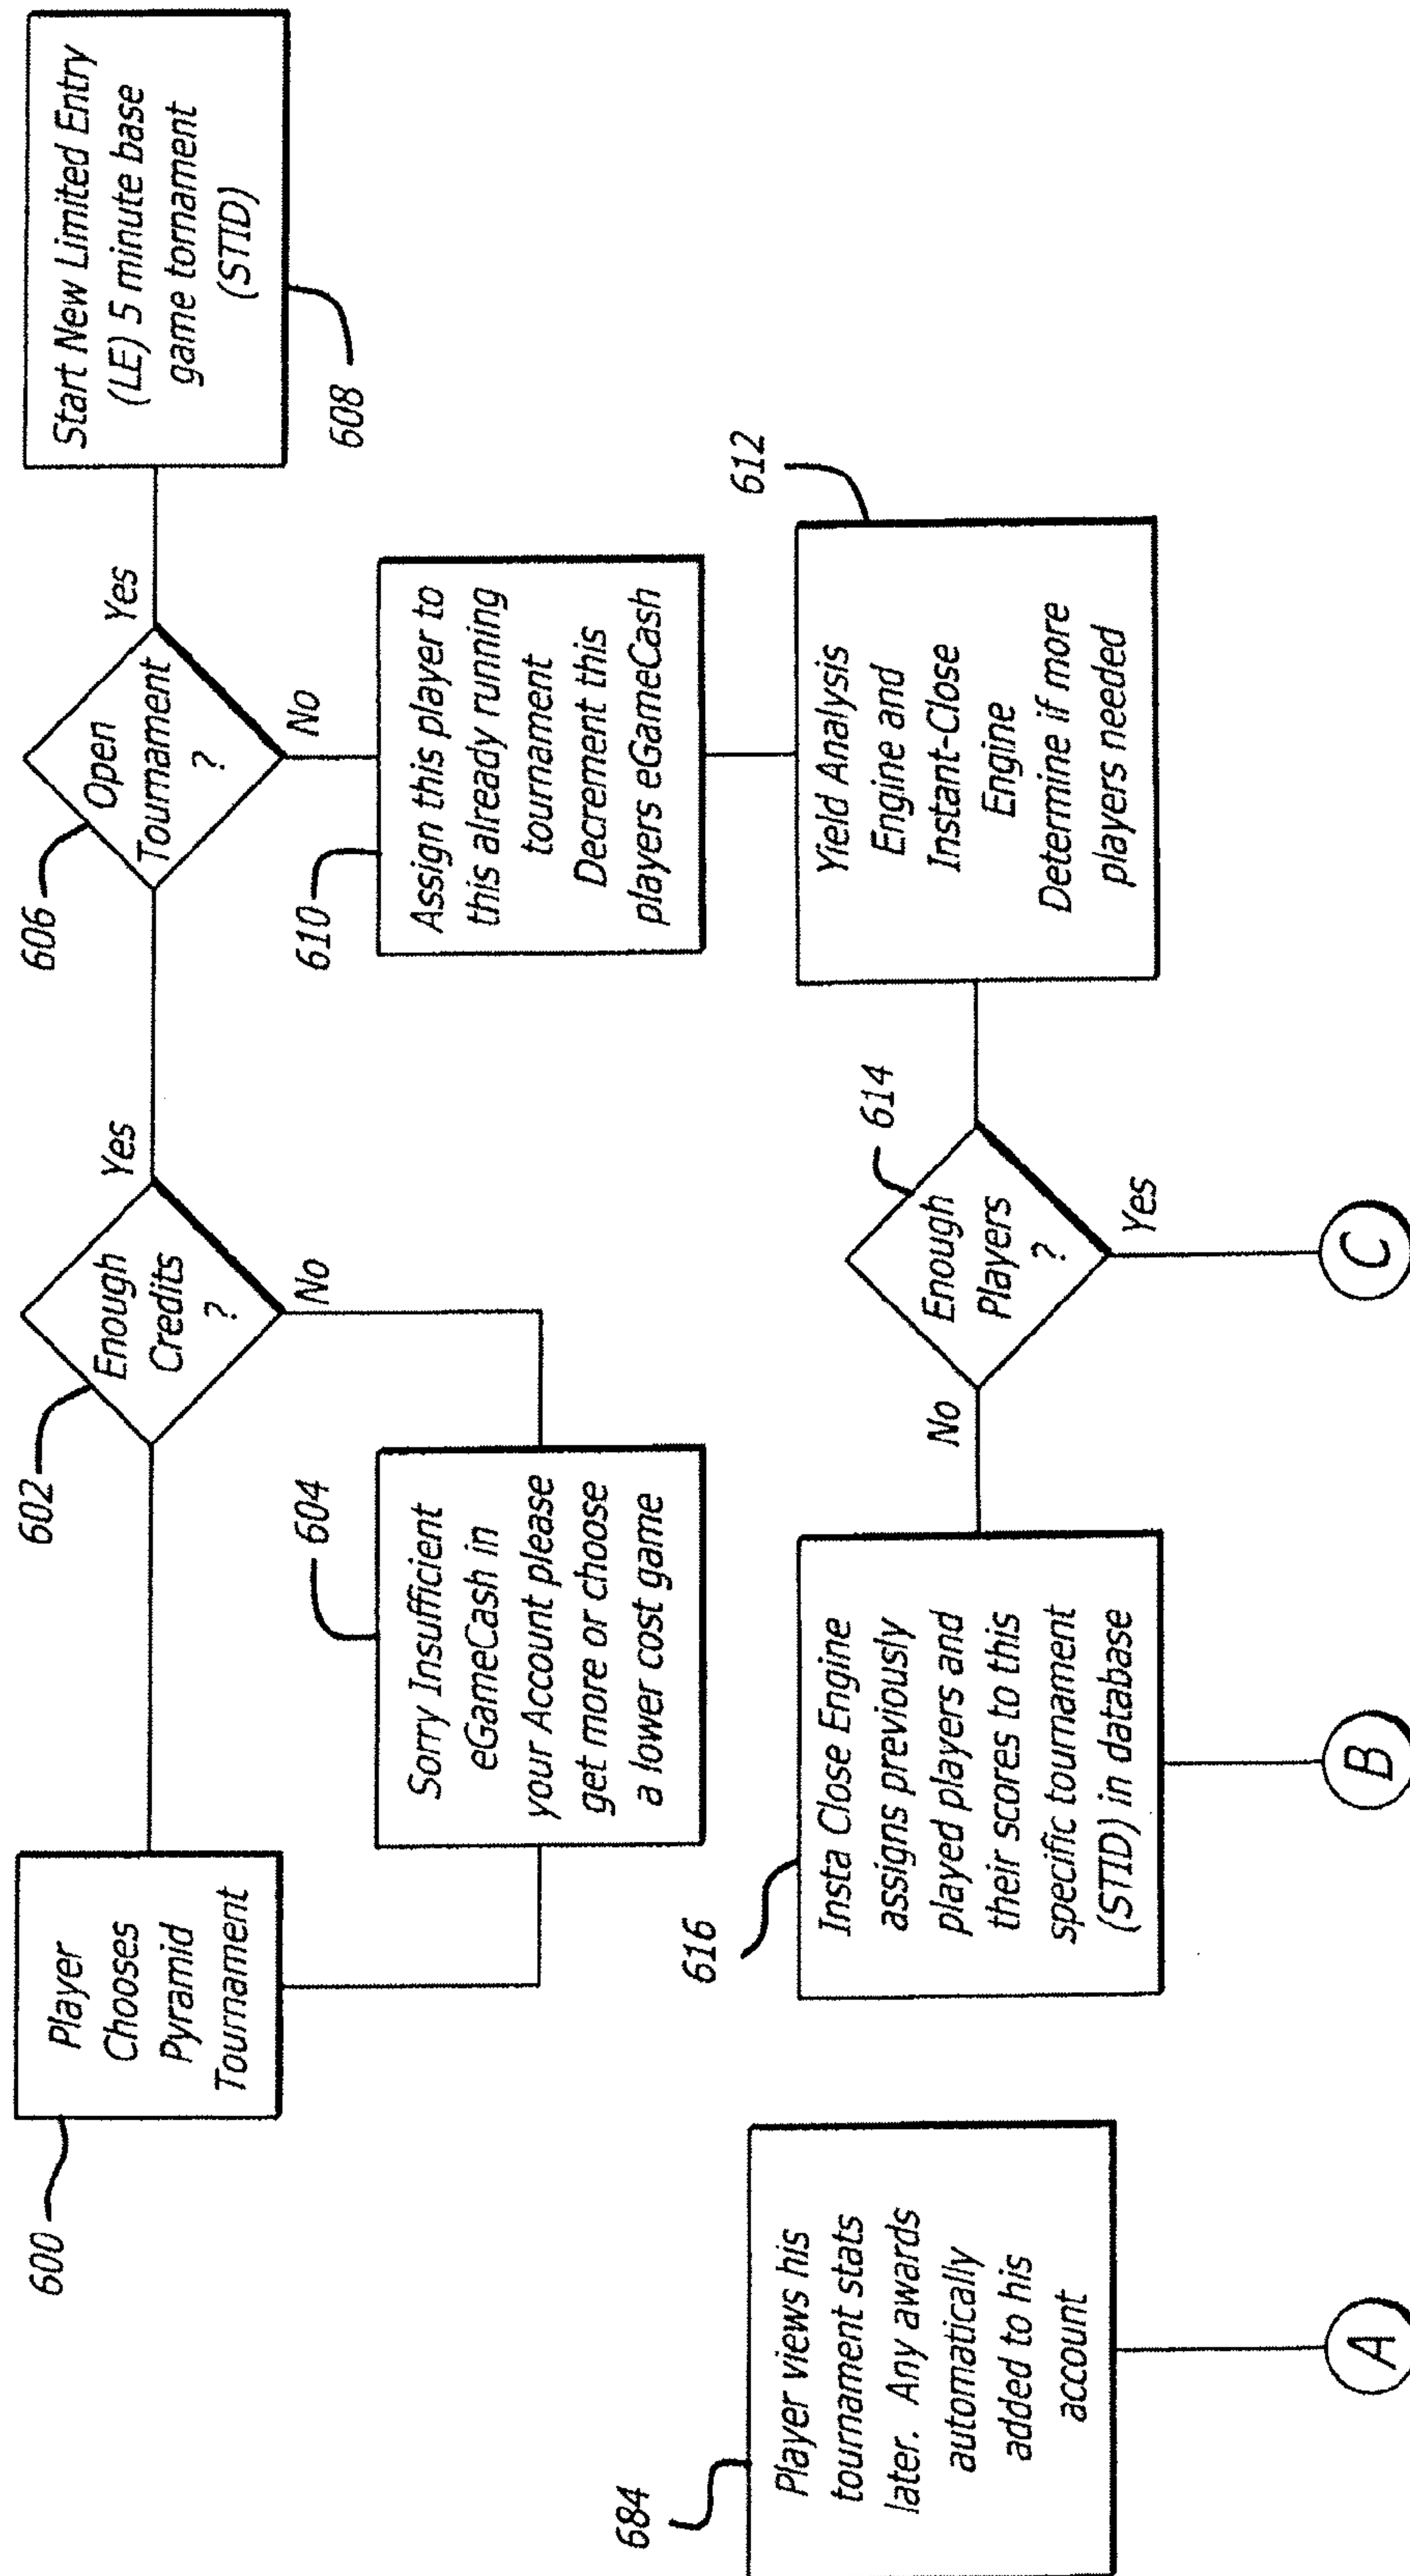 600
Player
Chooses
Pyramid
Tournament
602
Enough
Credits
?
Yes
No
604
Sorry Insufficient
eGameCash in
your Account please
get more or choose
a lower cost game
606
Open
Tournament
?
Yes
No
Start New Limited Entry
(LE) 5 minute base
game tornament
(STID)
608
610
Assign this player to
this already running
tournament
Decrement this
players eGameCash
612
Yield Analysis
Engine and
Instant-Close
Engine
Determine if more
players needed
614
Enough
Players
?
No
Yes
616
Insta Close Engine
assigns previously
played players and
their scores to this
specific tournament
(STID) in database
684
Player views his
tournament stats
later. Any awards
automatically
added to his
account
A
B
C